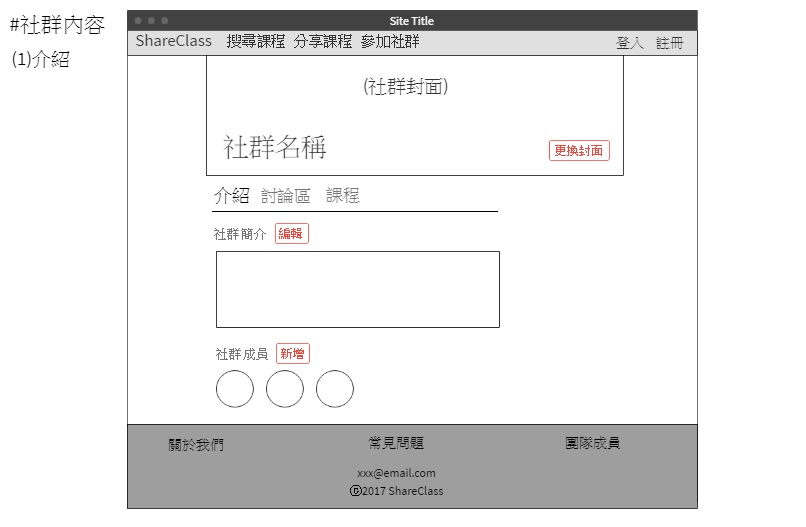 #社群內容
(1)介紹
Site Title
ShareClass 搜尋課程 分享課程 參加社群 登入 註冊
(社群封面)
社群名稱 更換封面
介紹 討論區 課程
社群簡介 編輯
社群成員 新增
關於我們 常見問題 團隊成員
xxx@email.com
©2017 ShareClass